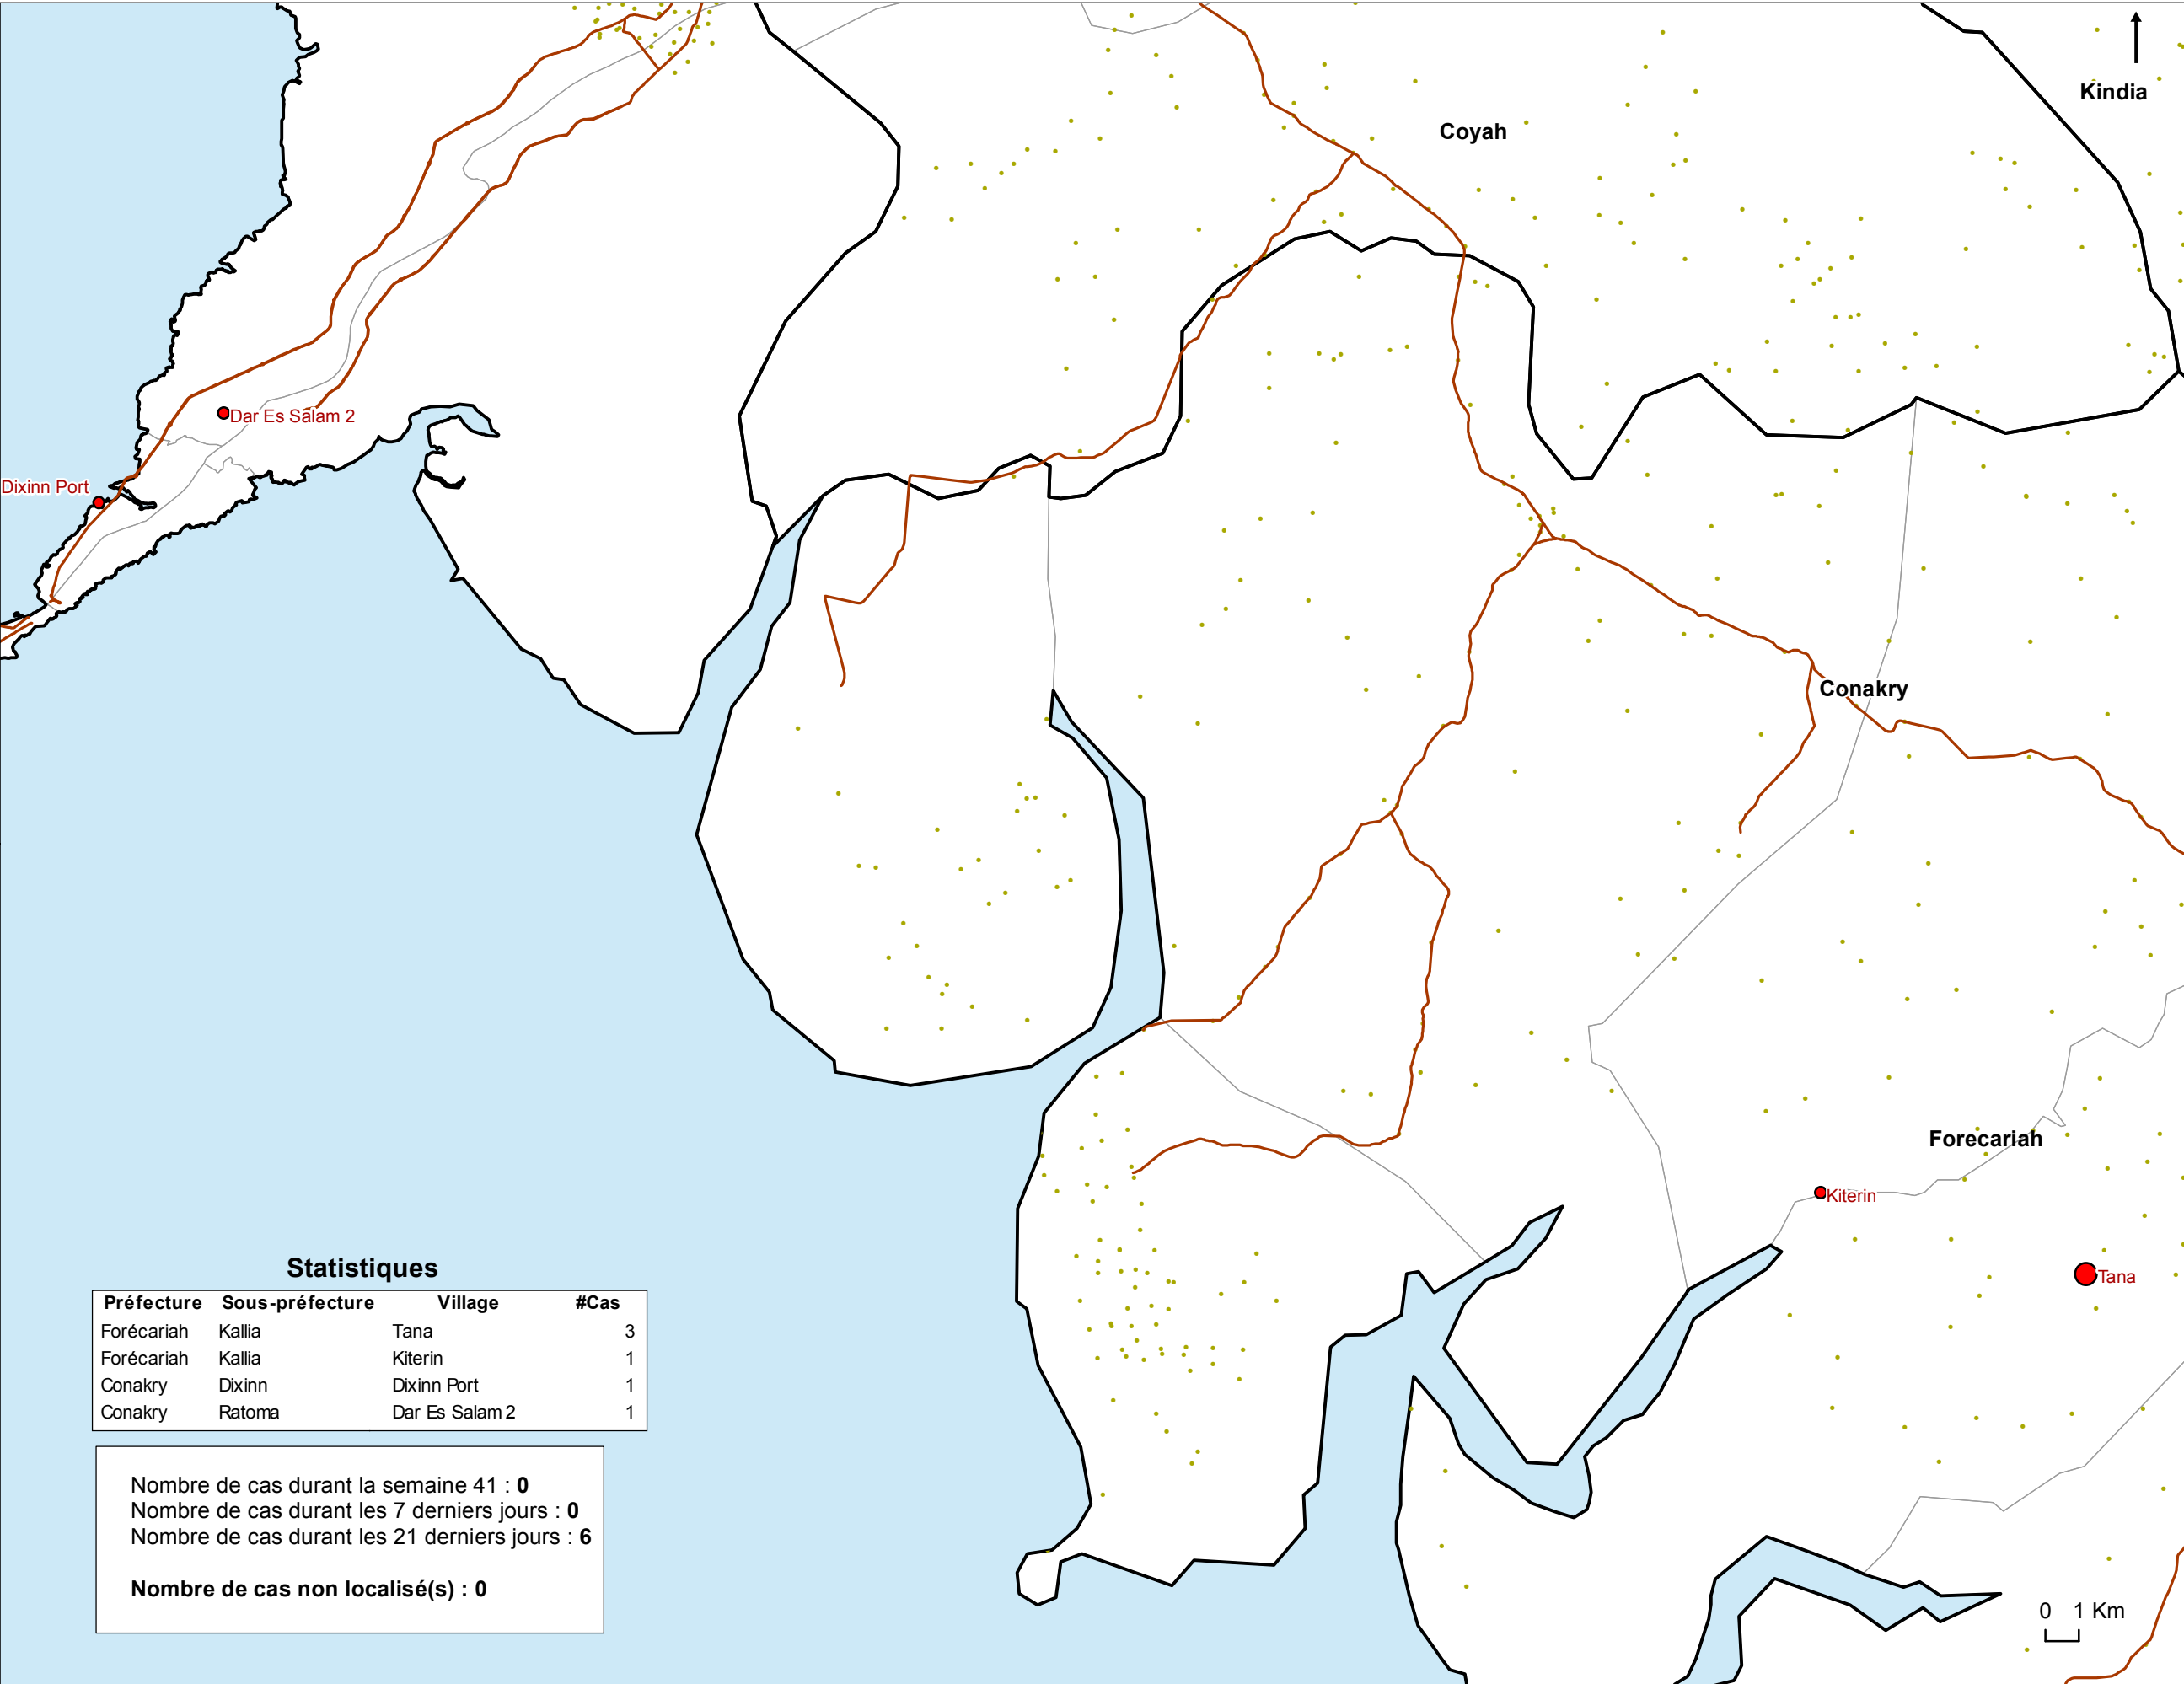 Kindia
Coyah
Dar Es Salam 2
Dixinn Port
Conakry
Forecariah
Kiterin
Tana
Statistiques
Préfecture Sous-préfecture Village #Cas
Forécariah Kallia Tana 3
Forécariah Kallia Kiterin 1
Conakry Dixinn Dixinn Port 1
Conakry Ratoma Dar Es Salam 2 1
Nombre de cas durant la semaine 41 : 0
Nombre de cas durant les 7 derniers jours : 0
Nombre de cas durant les 21 derniers jours : 6
Nombre de cas non localisé(s) : 0
0 1 Km